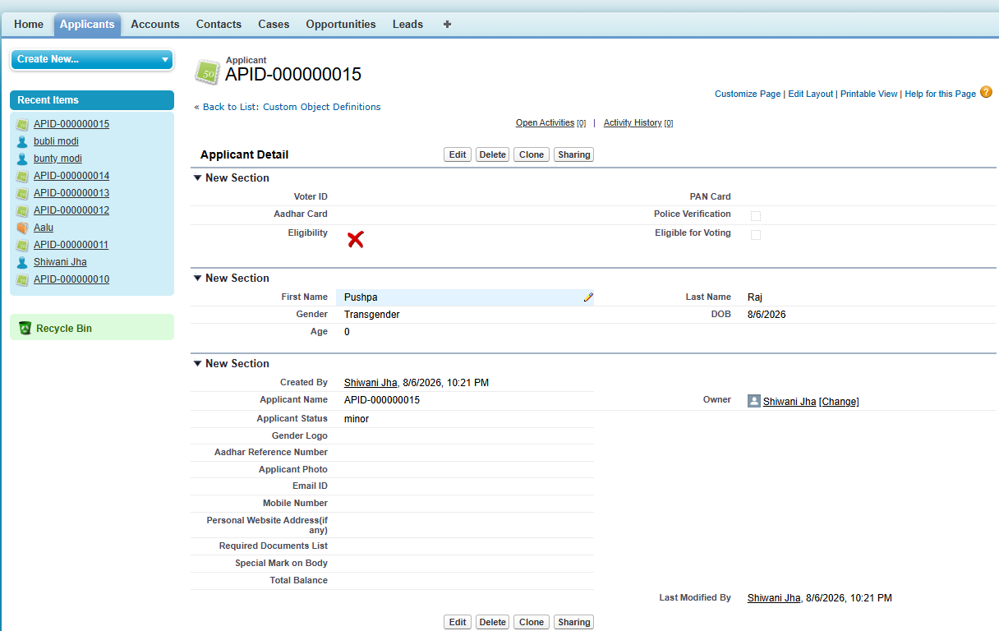 Home Applicants Accounts Contacts Cases Opportunities Leads +
Create New...
Recent Items
APID-000000015
bubli modi
bunty modi
APID-000000014
APID-000000013
APID-000000012
Aalu
APID-000000011
Shiwani Jha
APID-000000010
Recycle Bin
Applicant
APID-000000015
Customize Page | Edit Layout | Printable View | Help for this Page ?
« Back to List: Custom Object Definitions
Open Activities [0] | Activity History [0]
Applicant Detail Edit Delete Clone Sharing
New Section
Voter ID PAN Card
Aadhar Card Police Verification
Eligibility Eligible for Voting
New Section
First Name Pushpa Last Name Raj
Gender Transgender DOB 8/6/2026
Age 0
New Section
Created By Shiwani Jha, 8/6/2026, 10:21 PM
Applicant Name APID-000000015 Owner Shiwani Jha [Change]
Applicant Status minor
Gender Logo
Aadhar Reference Number
Applicant Photo
Email ID
Mobile Number
Personal Website Address(if
any)
Required Documents List
Special Mark on Body
Total Balance
Last Modified By Shiwani Jha, 8/6/2026, 10:21 PM
Edit Delete Clone Sharing